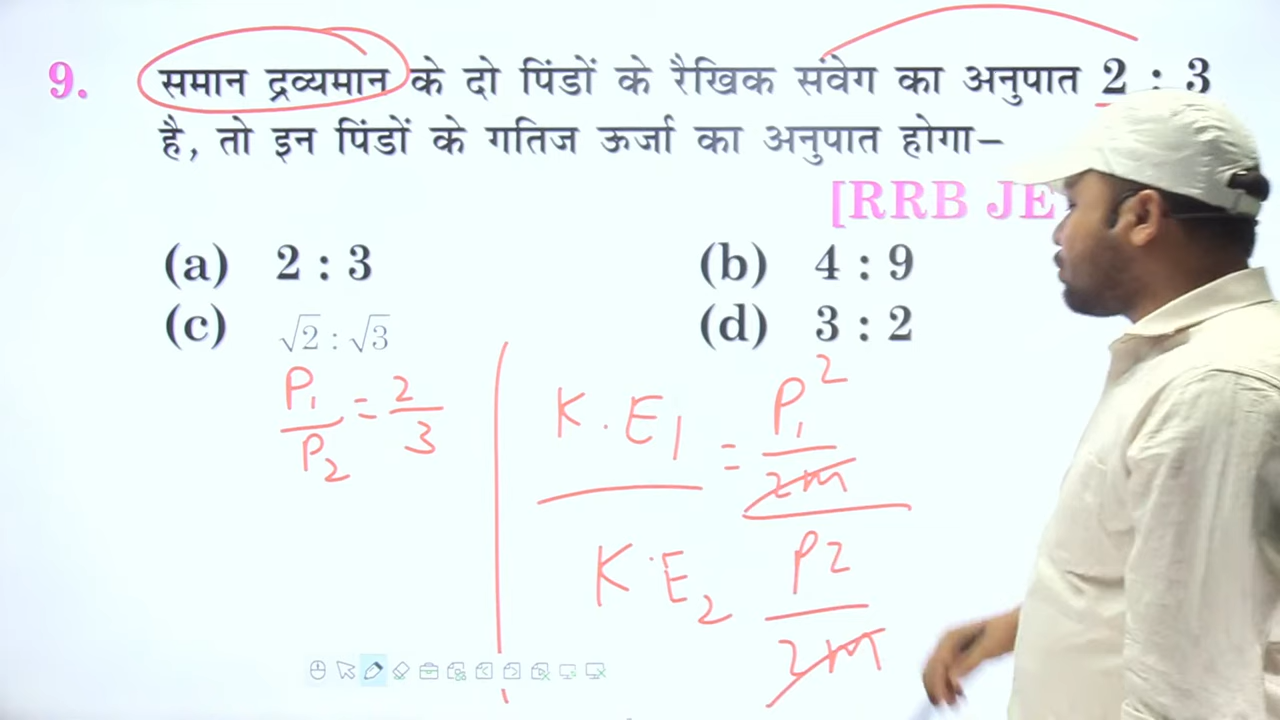 9. समान द्रव्यमान के दो पिंडों के रैखिक संवेग का अनुपात 2 : 3
है, तो इन पिंडों के गतिज ऊर्जा का अनुपात होगा–
[RRB JE
(a) 2 : 3
(b) 4 : 9
(c) √2 : √3
(d) 3 : 2
P₁/P₂ = 2/3
K.E₁/K.E₂ = (P₁²/2m)/(P2/2m)